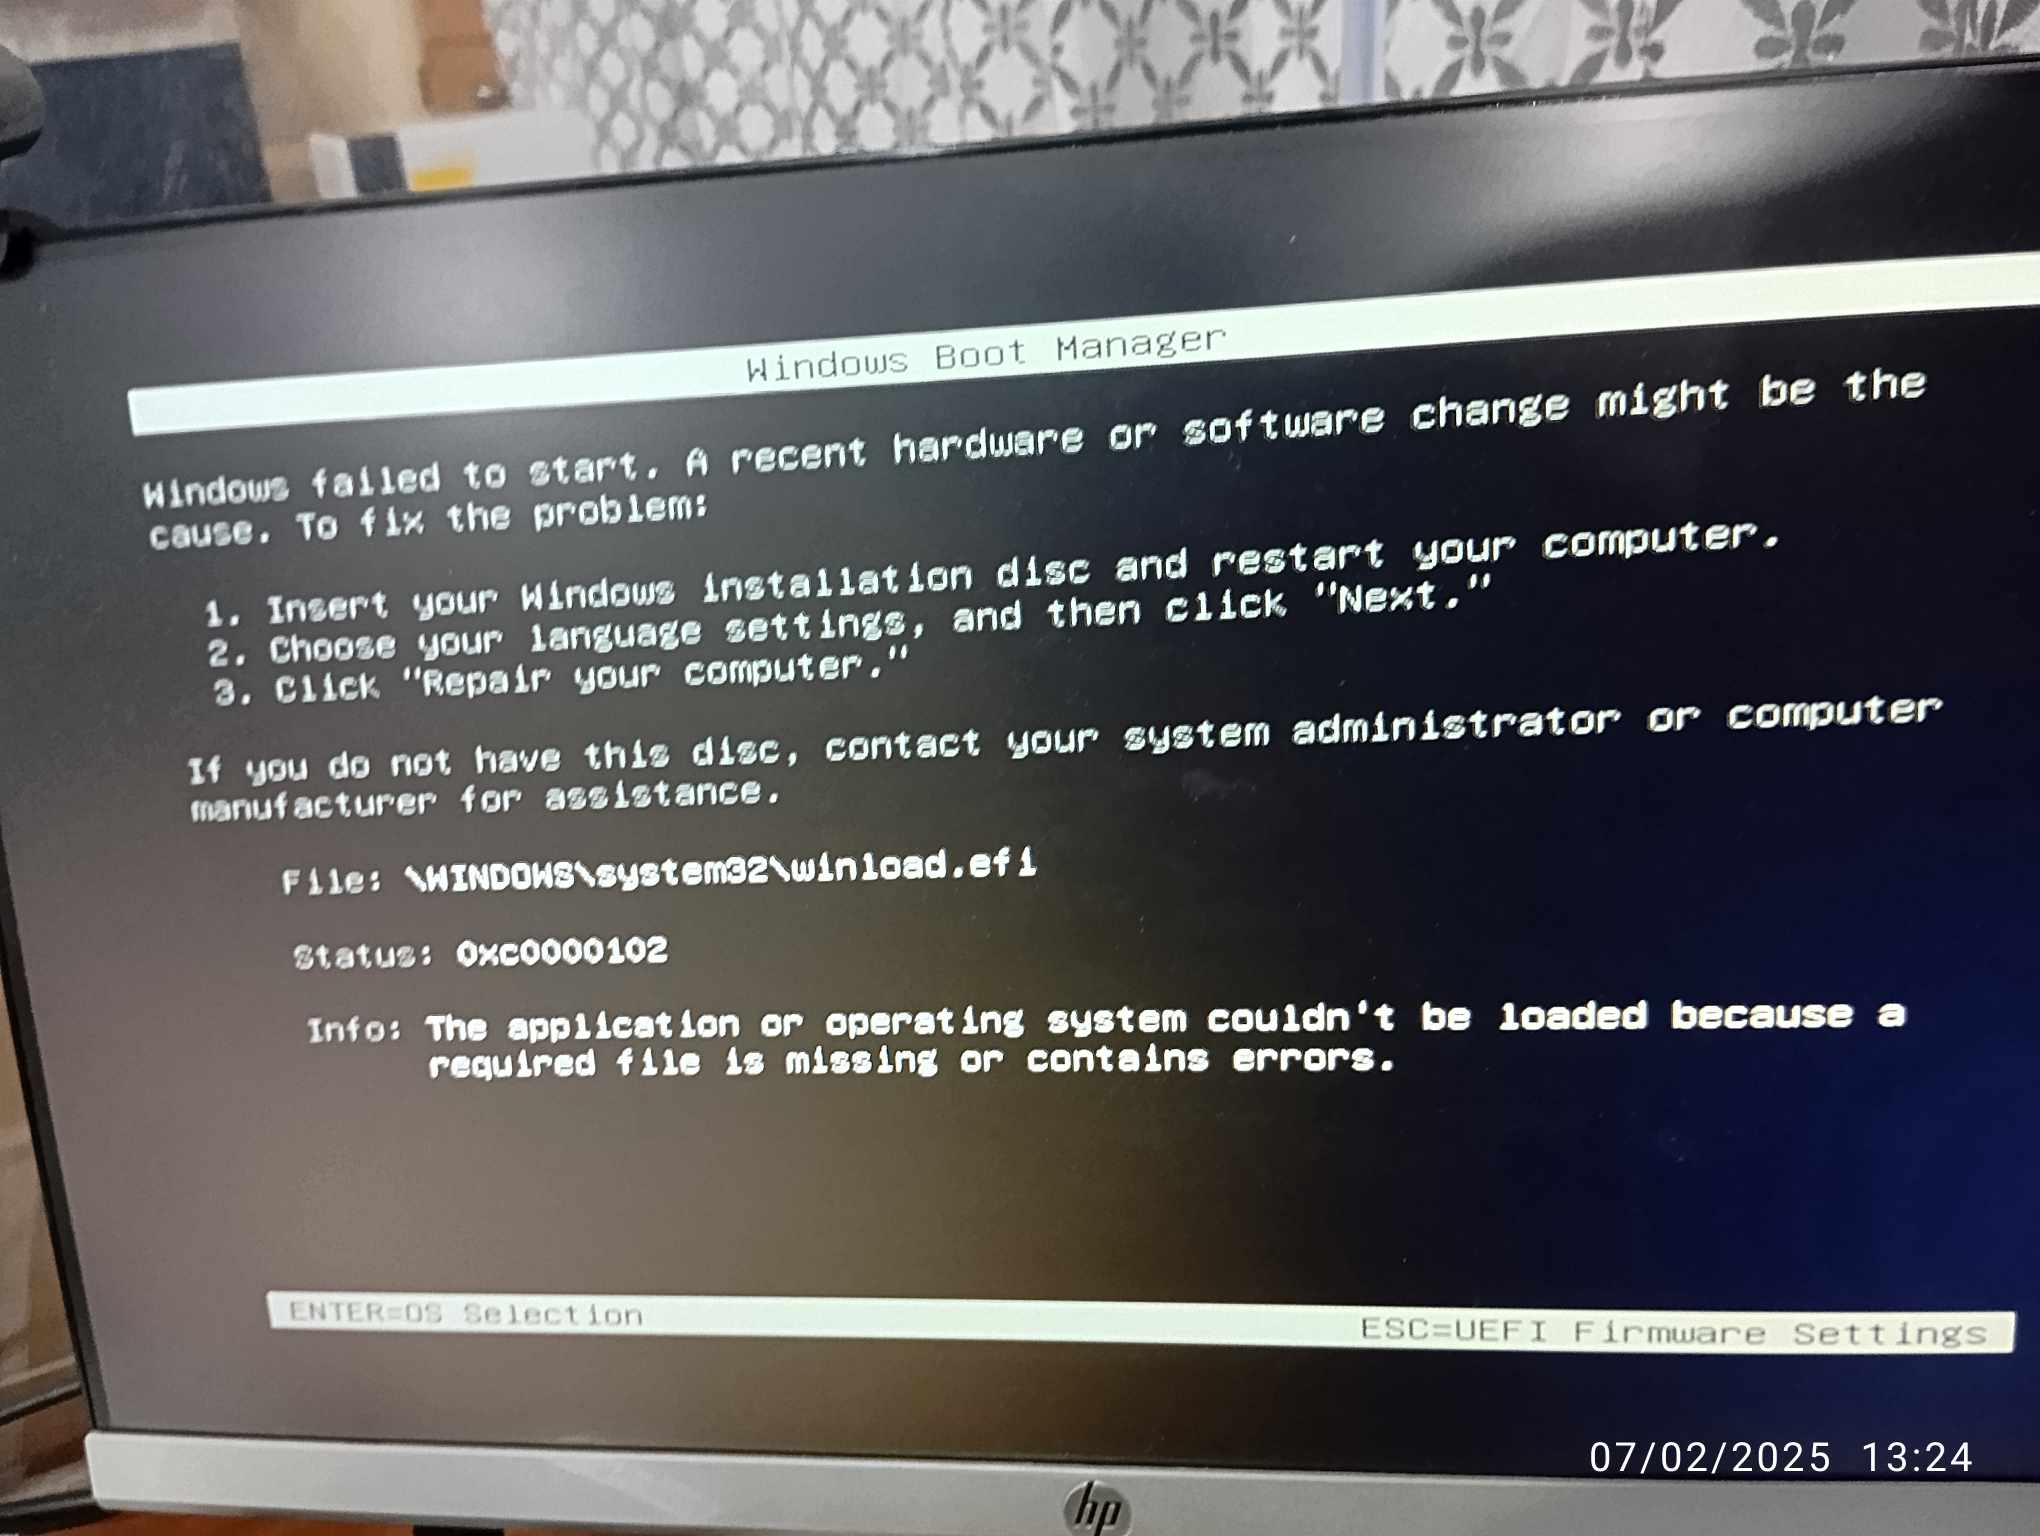 Windows Boot Manager
Windows failed to start. A recent hardware or software change might be the
cause. To fix the problem:
1. Insert your Windows installation disc and restart your computer.
2. Choose your language settings, and then click "Next."
3. Click "Repair your computer."
If you do not have this disc, contact your system administrator or computer
manufacturer for assistance.
File: \WINDOWS\system32\winload.efi
Status: 0xc0000102
Info: The application or operating system couldn't be loaded because a
required file is missing or contains errors.
ENTER=OS Selection
ESC=UEFI Firmware Settings
07/02/2025 13:24
hp